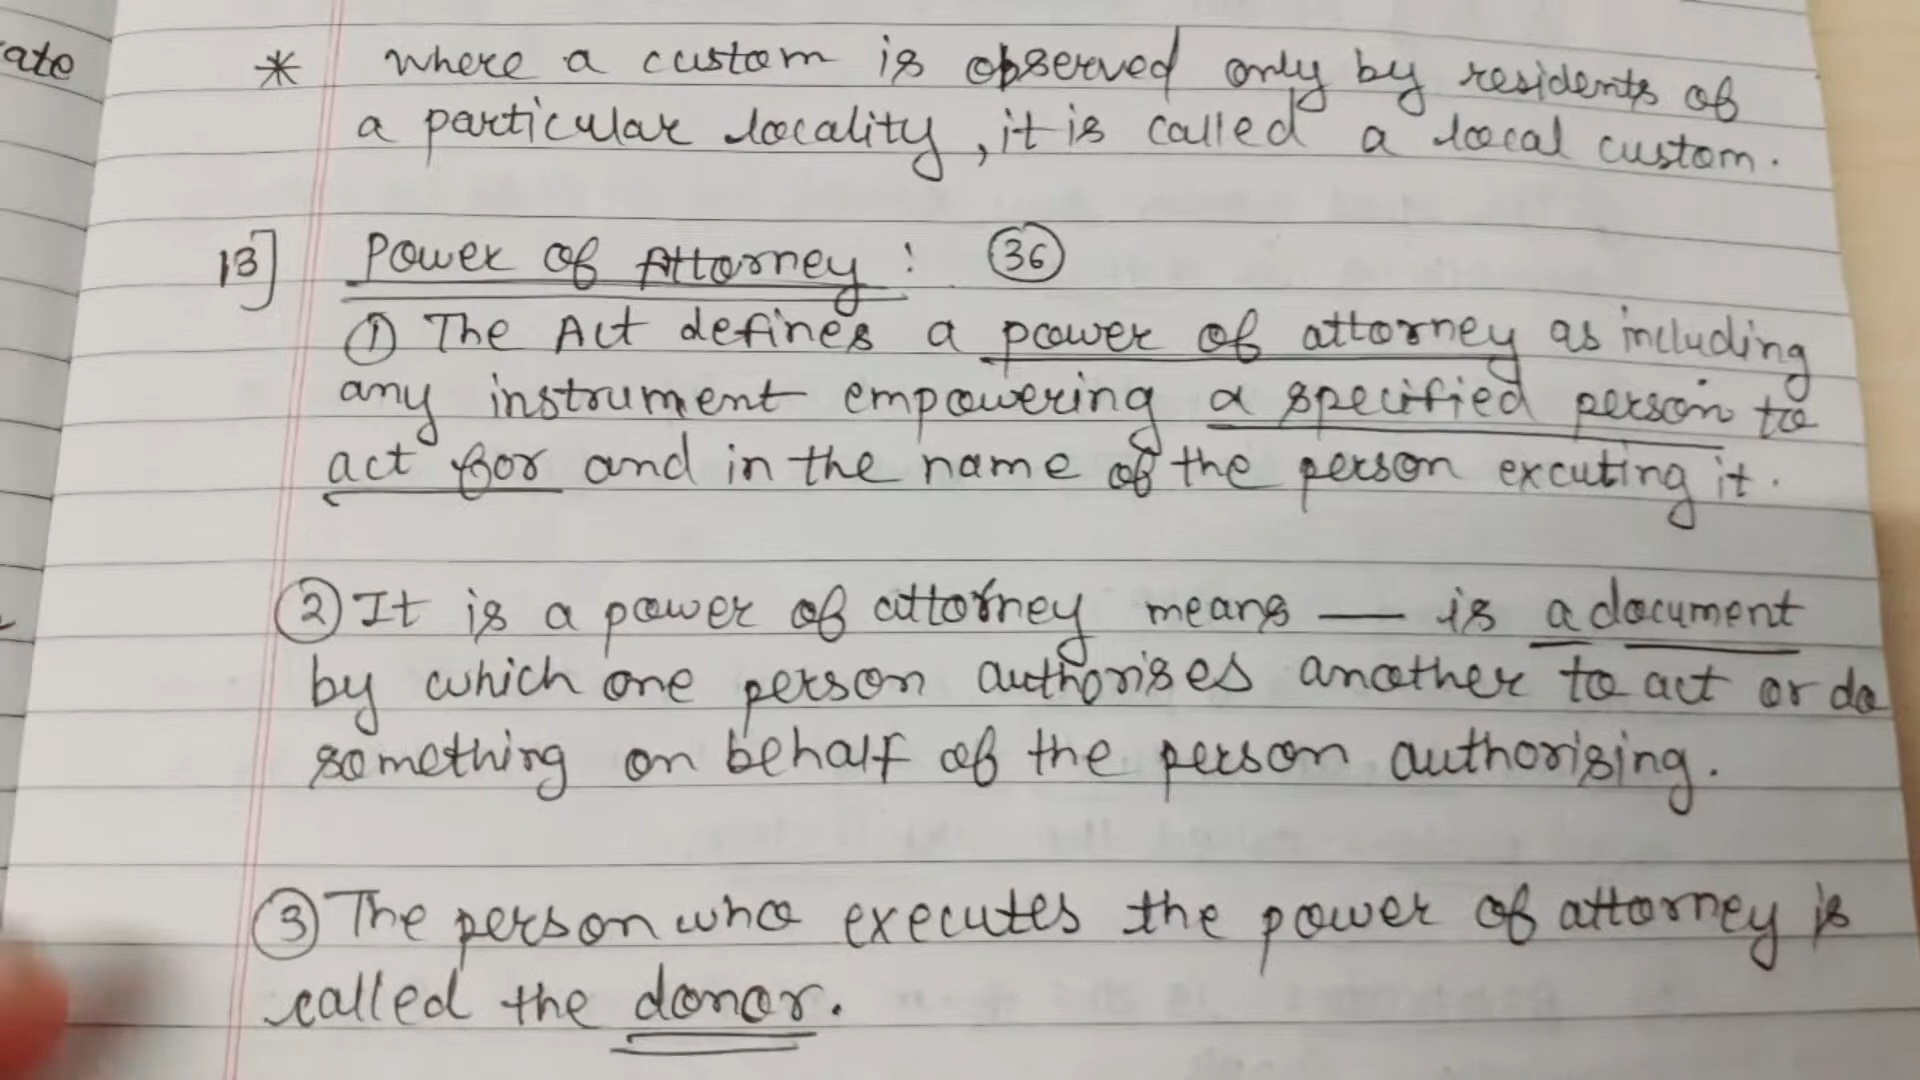 ate
* where a custom is observed only by residents of
a particular locality, it is called a local custom.
13] Power of Attorney : 36
① The Act defines a power of attorney as including
any instrument empowering a specified person to
act for and in the name of the person excuting it.
② It is a power of attorney means — is a document
by which one person authorises another to act or do
something on behalf of the person authorising.
③ The person who executes the power of attorney is
called the donor.